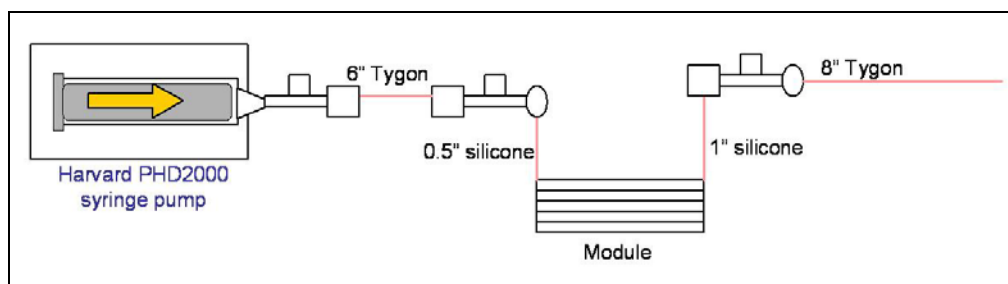 6" Tygon
8" Tygon
0.5" silicone
1" silicone
Harvard PHD2000
syringe pump
Module